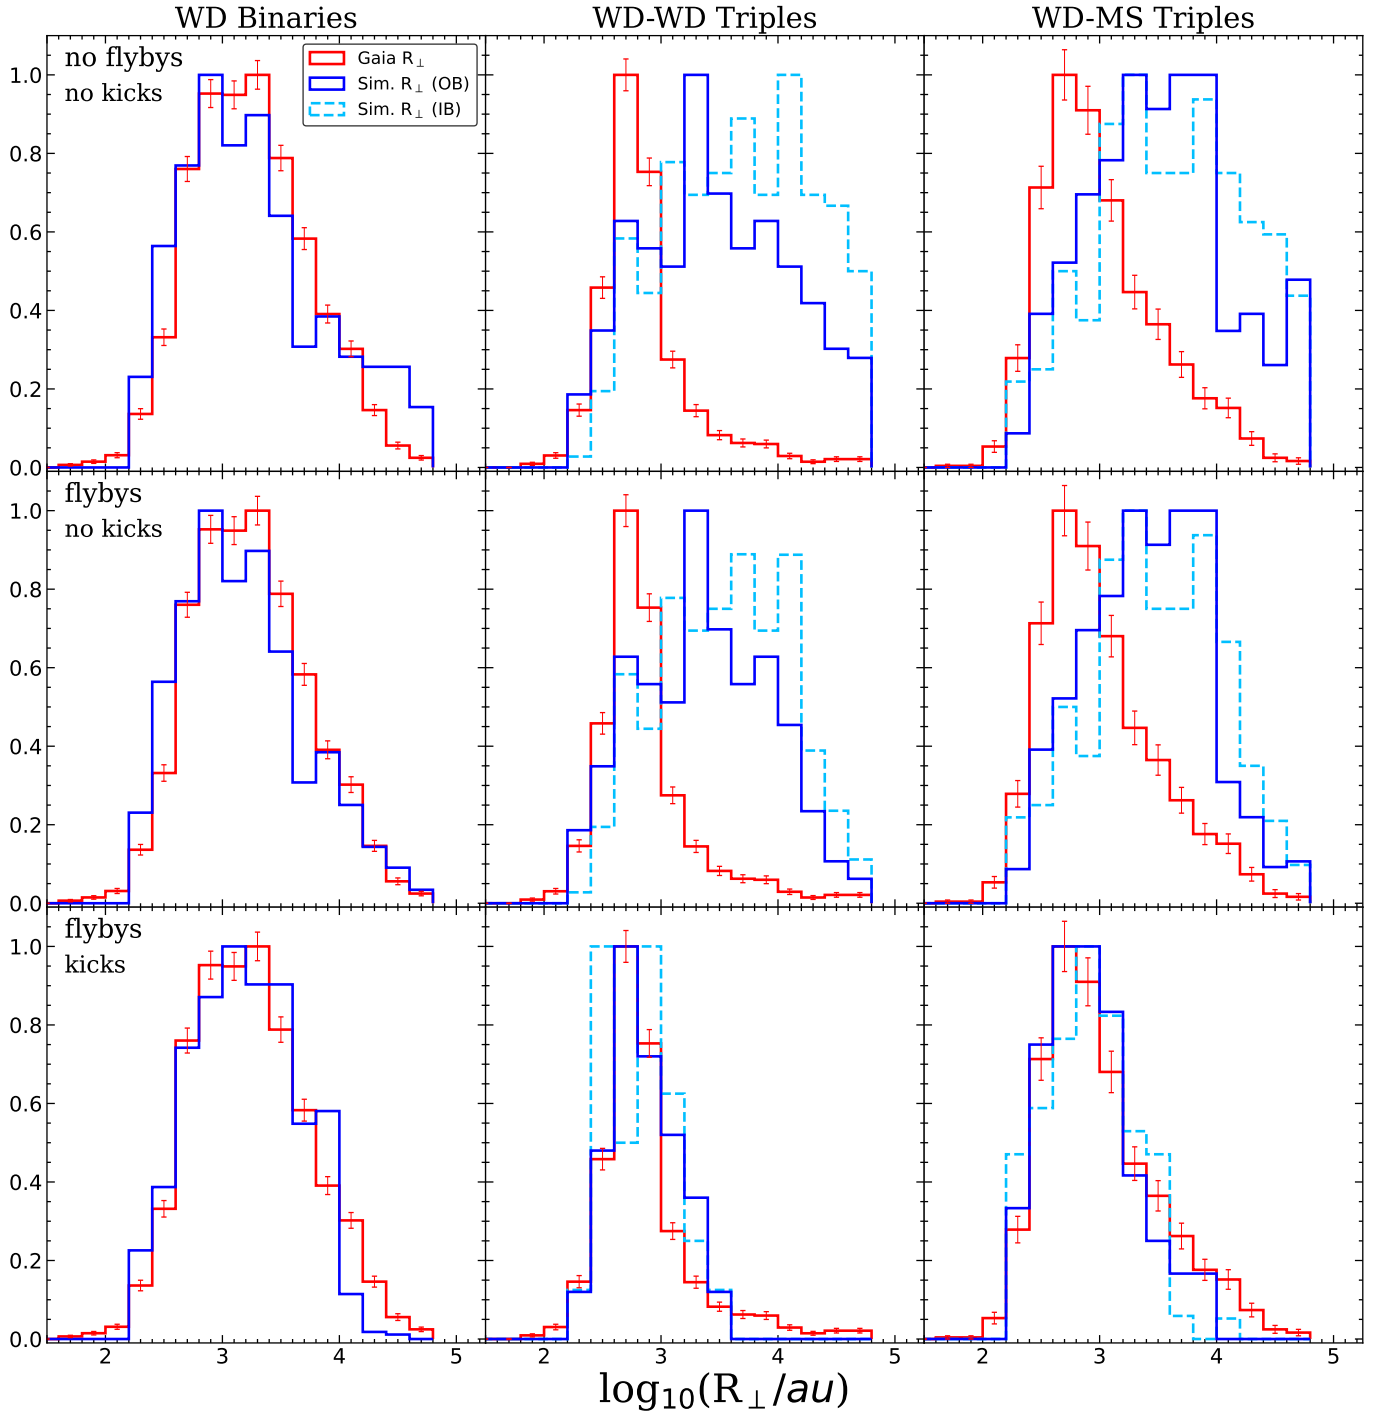 WD Binaries WD-WD Triples WD-MS Triples
no flybys
no kicks
Gaia R⊥
Sim. R⊥ (OB)
Sim. R⊥ (IB)
1.0
0.8
0.6
0.4
0.2
0.0
flybys
no kicks
1.0
0.8
0.6
0.4
0.2
0.0
flybys
kicks
1.0
0.8
0.6
0.4
0.2
0.0
2 3 4 5 2 3 4 5 2 3 4 5
log₁₀(R⊥/au)